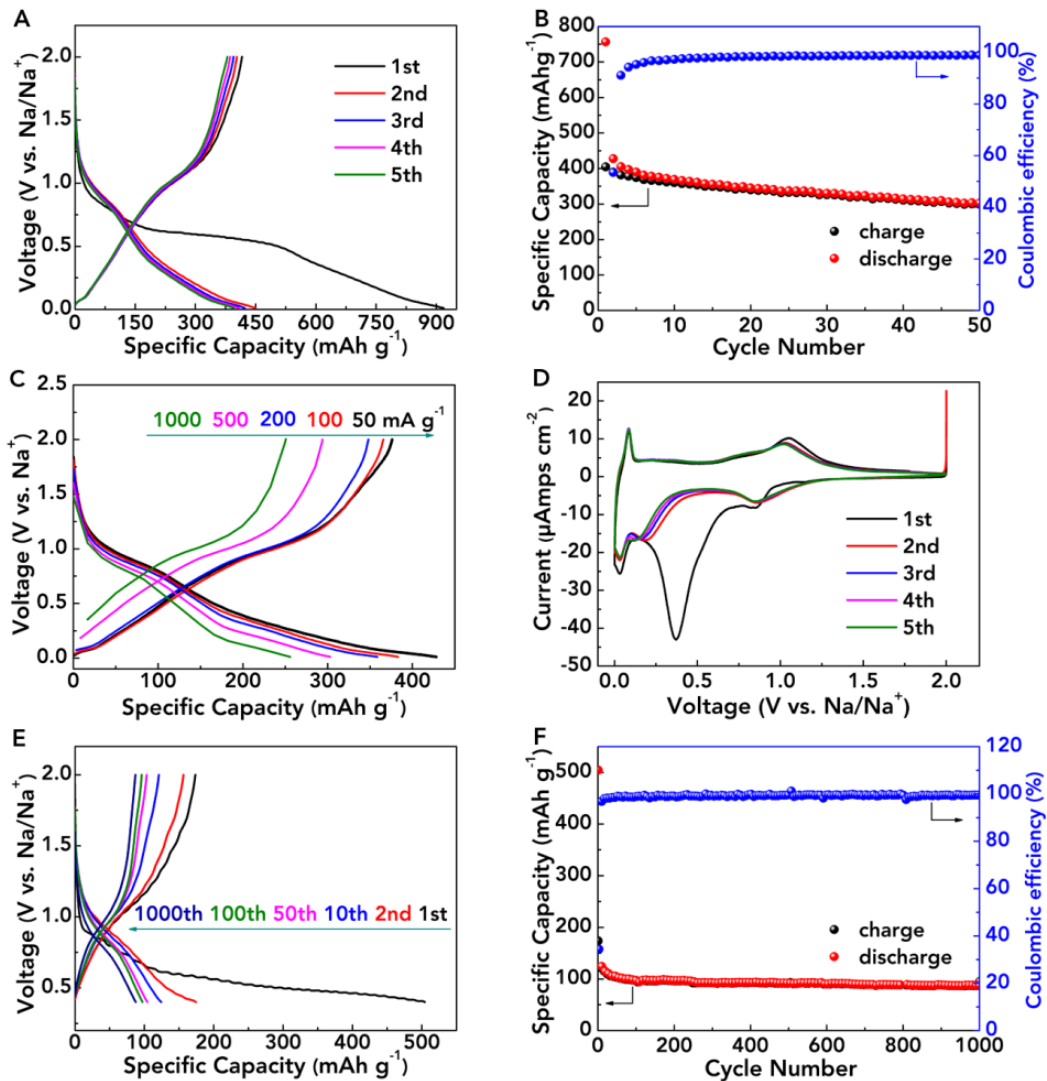 A
Voltage (V vs. Na/Na⁺)
2.0
1.5
1.0
0.5
0.0
1st
2nd
3rd
4th
5th
0 150 300 450 600 750 900
Specific Capacity (mAh g⁻¹)
B
Specific Capacity (mAhg⁻¹)
800
700
600
500
400
300
200
100
0
charge
discharge
100
80
60
40
20
0
Coulombic efficiency (%)
0 10 20 30 40 50
Cycle Number
C
Voltage (V vs. Na⁺)
2.5
2.0
1.5
1.0
0.5
0.0
1000 500 200 100 50 mA g⁻¹
0 100 200 300 400
Specific Capacity (mAh g⁻¹)
D
Current (µAmps cm⁻²)
20
10
0
-10
-20
-30
-40
-50
1st
2nd
3rd
4th
5th
0.0 0.5 1.0 1.5 2.0
Voltage (V vs. Na/Na⁺)
E
Voltage (V vs. Na/Na⁺)
2.0
1.5
1.0
0.5
1000th 100th 50th 10th 2nd 1st
0 100 200 300 400 500
Specific Capacity (mAh g⁻¹)
F
Specific Capacity (mAh g⁻¹)
500
400
300
200
100
0
charge
discharge
120
100
80
60
40
20
0
Coulombic efficiency (%)
0 200 400 600 800 1000
Cycle Number